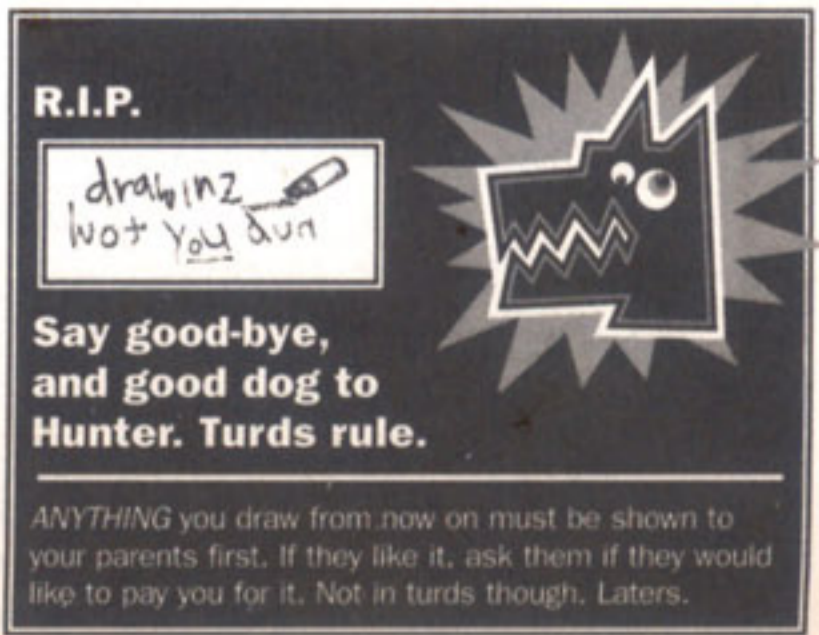 R.I.P.
drawinz
wot you dun
Say good-bye,
and good dog to
Hunter. Turds rule.
ANYTHING you draw from now on must be shown to
your parents first. If they like it, ask them if they would
like to pay you for it. Not in turds though. Laters.